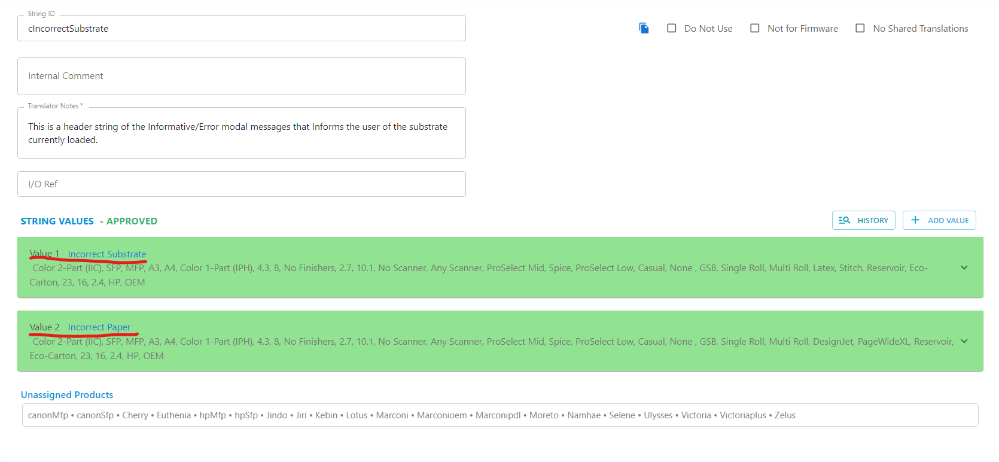 String ID
cIncorrectSubstrate
Do Not Use
Not for Firmware
No Shared Translations
Internal Comment
Translator Notes *
This is a header string of the Informative/Error modal messages that Informs the user of the substrate
currently loaded.
I/O Ref
STRING VALUES - APPROVED
HISTORY
ADD VALUE
Value 1 Incorrect Substrate
Color 2-Part (IIC), SFP, MFP, A3, A4, Color 1-Part (IPH), 4.3, 8, No Finishers, 2.7, 10.1, No Scanner, Any Scanner, ProSelect Mid, Spice, ProSelect Low, Casual, None , GSB, Single Roll, Multi Roll, Latex, Stitch, Reservoir, Eco-
Carton, 23, 16, 2.4, HP, OEM
Value 2 Incorrect Paper
Color 2-Part (IIC), SFP, MFP, A3, A4, Color 1-Part (IPH), 4.3, 8, No Finishers, 2.7, 10.1, No Scanner, Any Scanner, ProSelect Mid, Spice, ProSelect Low, Casual, None , GSB, Single Roll, Multi Roll, DesignJet, PageWideXL, Reservoir,
Eco-Carton, 23, 16, 2.4, HP, OEM
Unassigned Products
canonMfp • canonSfp • Cherry • Euthenia • hpMfp • hpSfp • Jindo • Jiri • Kebin • Lotus • Marconi • Marconioem • Marconipdl • Moreto • Namhae • Selene • Ulysses • Victoria • Victoriaplus • Zelus